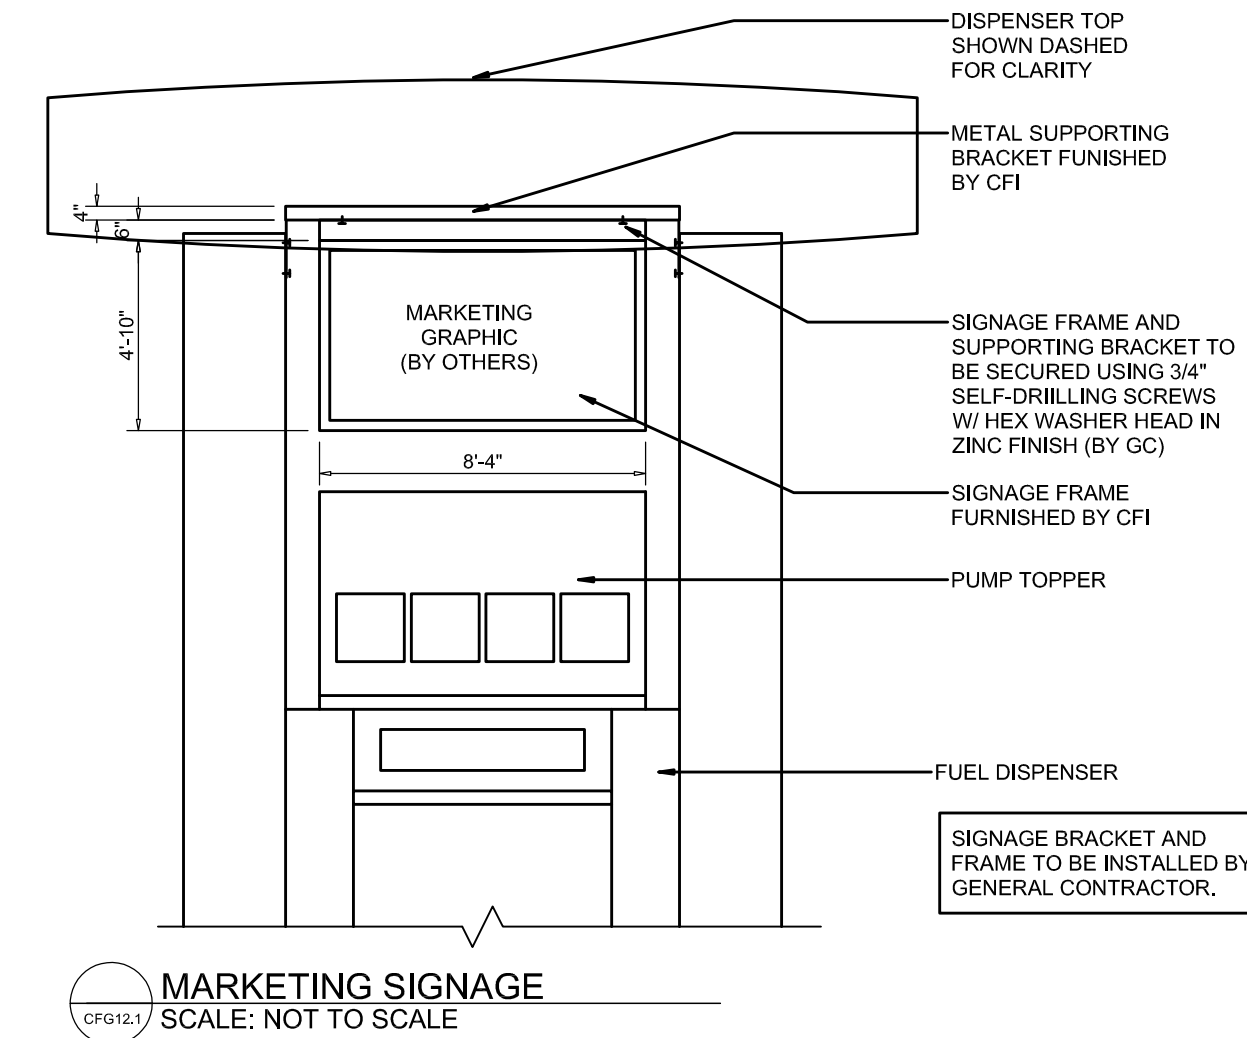 DISPENSER TOP
SHOWN DASHED
FOR CLARITY
METAL SUPPORTING
BRACKET FUNISHED
BY CFI
4"
6"
4'-10"
MARKETING
GRAPHIC
(BY OTHERS)
SIGNAGE FRAME AND
SUPPORTING BRACKET TO
BE SECURED USING 3/4"
SELF-DRIILLING SCREWS
W/ HEX WASHER HEAD IN
ZINC FINISH (BY GC)
8'-4"
SIGNAGE FRAME
FURNISHED BY CFI
PUMP TOPPER
FUEL DISPENSER
SIGNAGE BRACKET AND
FRAME TO BE INSTALLED BY
GENERAL CONTRACTOR.
MARKETING SIGNAGE
CFG12.1
SCALE: NOT TO SCALE